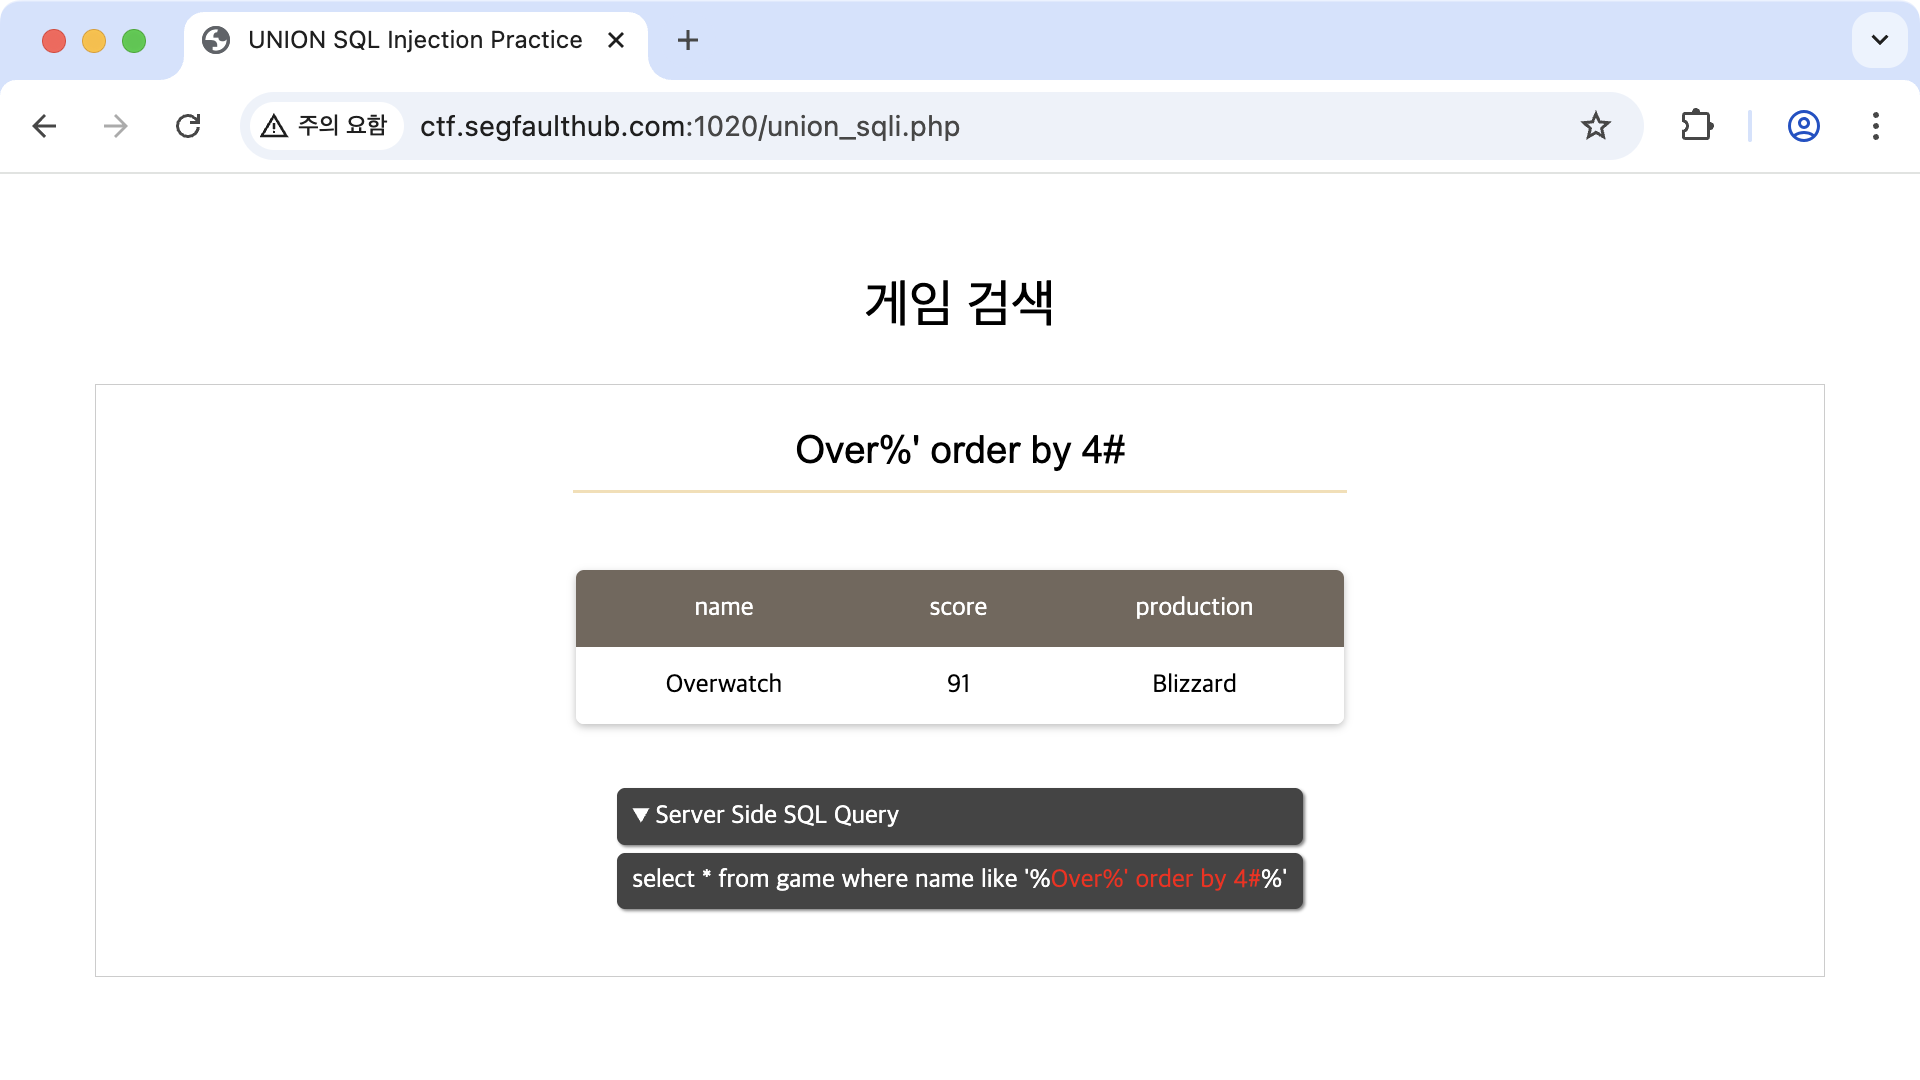 UNION SQL Injection Practice
주의 요함
ctf.segfaulthub.com:1020/union_sqli.php
게임 검색
Over%' order by 4#
name score production
Overwatch 91 Blizzard
▼ Server Side SQL Query
select * from game where name like '%Over%' order by 4#%'